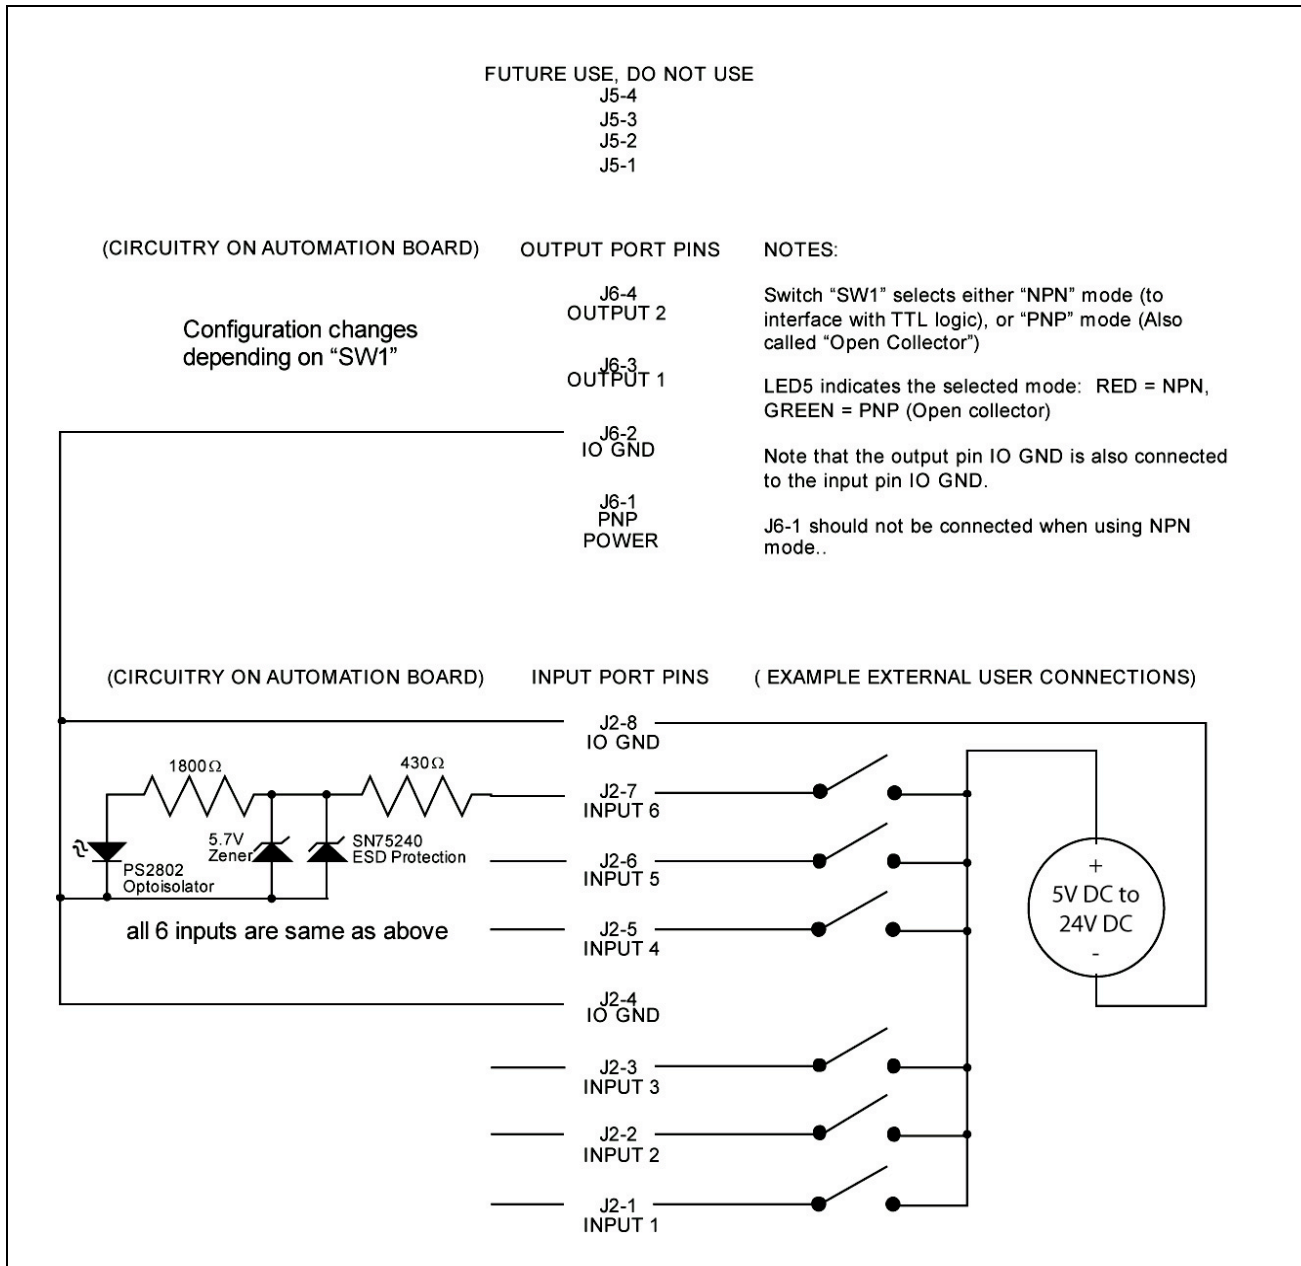 FUTURE USE, DO NOT USE
J5-4
J5-3
J5-2
J5-1
(CIRCUITRY ON AUTOMATION BOARD)
Configuration changes
depending on “SW1”
OUTPUT PORT PINS
J6-4
OUTPUT 2
J6-3
OUTPUT 1
J6-2
IO GND
J6-1
PNP
POWER
NOTES:
Switch “SW1” selects either “NPN” mode (to
interface with TTL logic), or “PNP” mode (Also
called “Open Collector”)
LED5 indicates the selected mode: RED = NPN,
GREEN = PNP (Open collector)
Note that the output pin IO GND is also connected
to the input pin IO GND.
J6-1 should not be connected when using NPN
mode..
(CIRCUITRY ON AUTOMATION BOARD)
1800Ω
430Ω
5.7V
Zener
SN75240
ESD Protection
PS2802
Optoisolator
all 6 inputs are same as above
INPUT PORT PINS
J2-8
IO GND
J2-7
INPUT 6
J2-6
INPUT 5
J2-5
INPUT 4
J2-4
IO GND
J2-3
INPUT 3
J2-2
INPUT 2
J2-1
INPUT 1
( EXAMPLE EXTERNAL USER CONNECTIONS)
+
5V DC to
24V DC
-